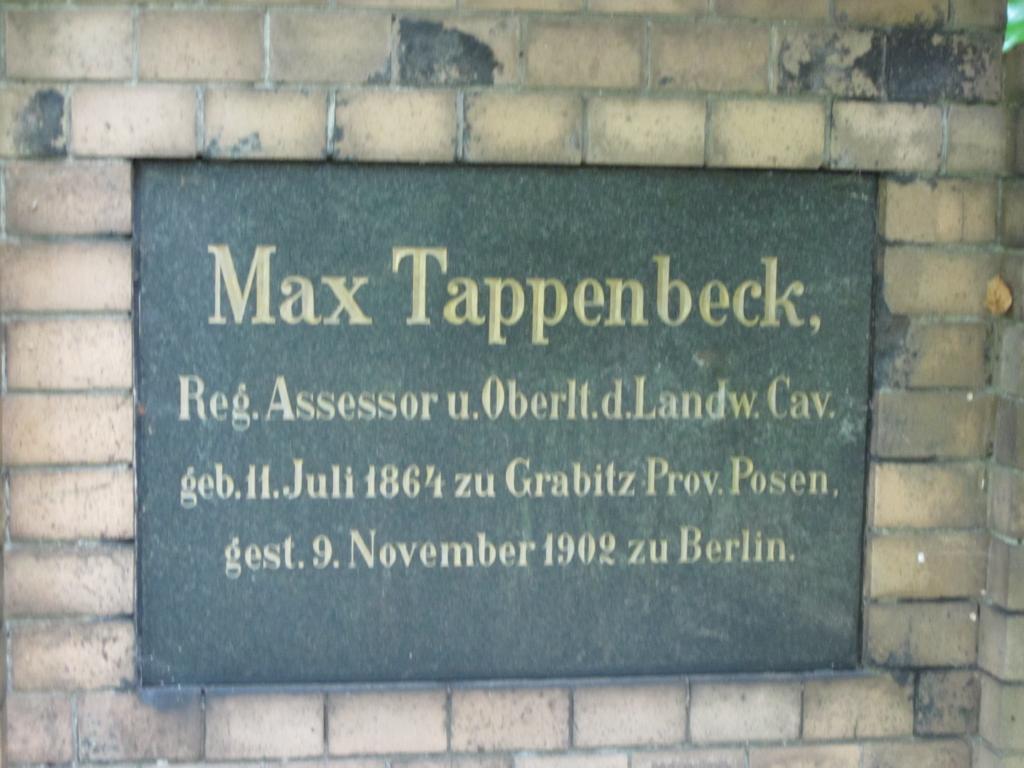 Max Tappenbeck,
Reg. Assessor u. Oberlt. d. Landw. Cav.
geb. 11. Juli 1864 zu Grabitz Prov. Posen,
gest. 9. November 1902 zu Berlin.